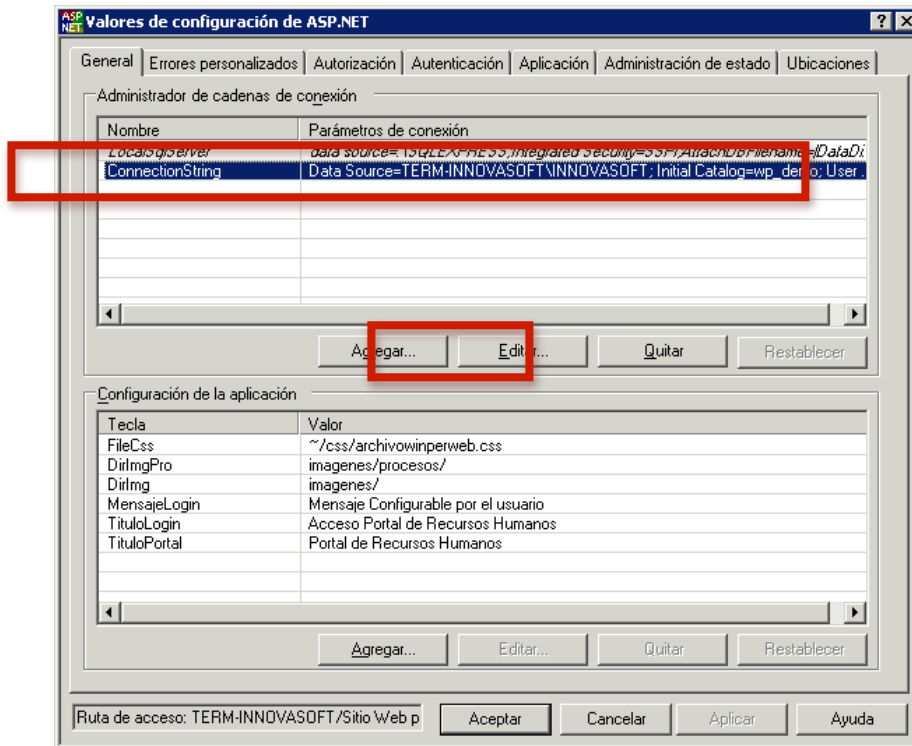 ASP NET Valores de configuración de ASP.NET
General Errores personalizados Autorización Autenticación Aplicación Administración de estado Ubicaciones
Administrador de cadenas de conexión
Nombre Parámetros de conexión
LocalSqlServer data source=.\SQLEXPRESS;Integrated Security=SSPI;AttachDBFilename=|DataDi
ConnectionString Data Source=TERM-INNOVASOFT\INNOVASOFT; Initial Catalog=wp_demo; User ..
Agregar... Editar... Quitar Restablecer
Configuración de la aplicación
Tecla Valor
FileCss ~/css/archivowinperweb.css
DirImgPro imagenes/procesos/
DirImg imagenes/
MensajeLogin Mensaje Configurable por el usuario
TituloLogin Acceso Portal de Recursos Humanos
TituloPortal Portal de Recursos Humanos
Agregar... Editar... Quitar Restablecer
Ruta de acceso: TERM-INNOVASOFT/Sitio Web p Aceptar Cancelar Aplicar Ayuda